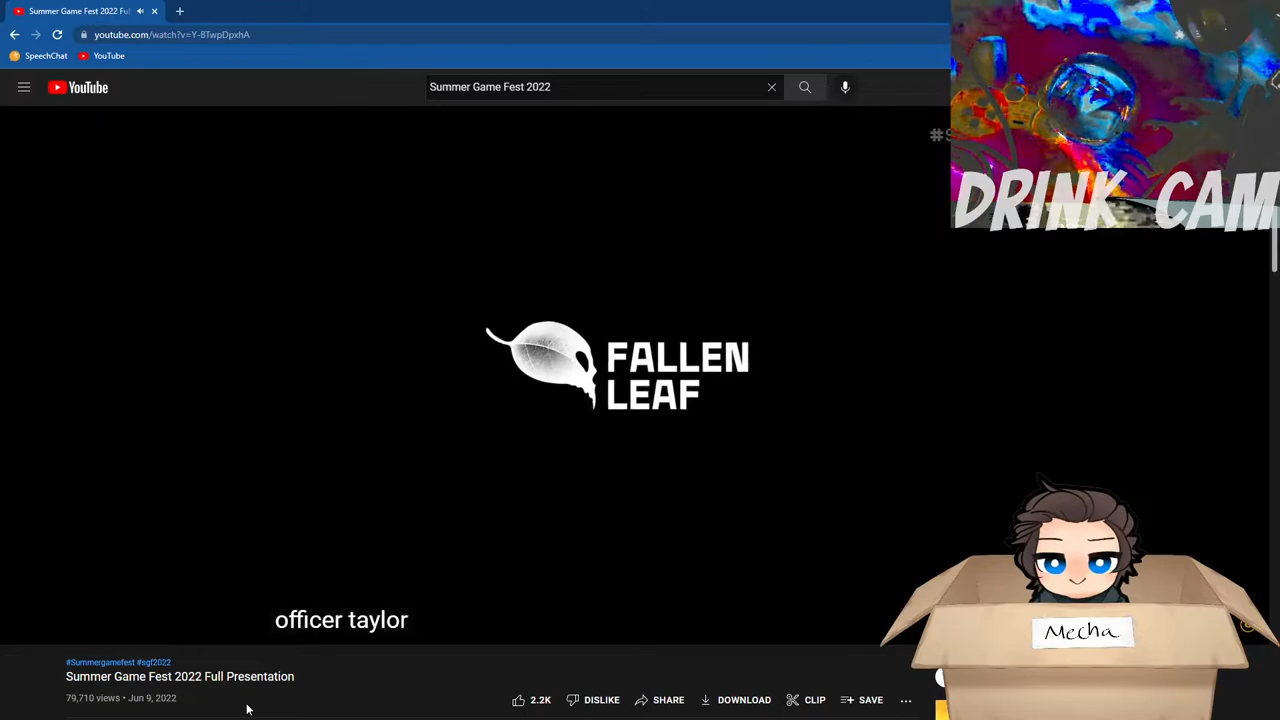 Summer Game Fest 2022 Ful
youtube.com/watch?v=Y-8TwpDpxhA
SpeechChat YouTube
YouTube
Summer Game Fest 2022
#S
DRINK CAM
FALLEN
LEAF
officer taylor
Mecha
#Summergamefest #sgf2022
Summer Game Fest 2022 Full Presentation
79,710 views • Jun 9, 2022
2.2K DISLIKE SHARE DOWNLOAD CLIP SAVE